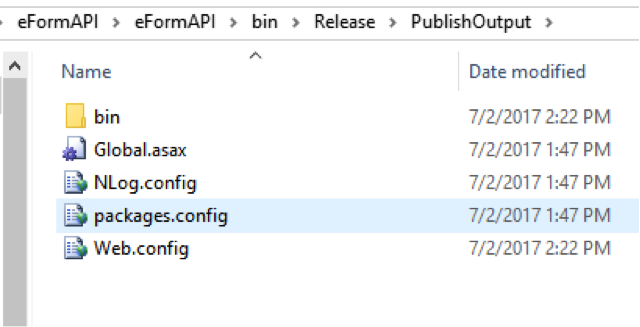 eFormAPI > eFormAPI > bin > Release > PublishOutput >
Name Date modified
bin 7/2/2017 2:22 PM
Global.asax 7/2/2017 1:47 PM
NLog.config 7/2/2017 1:47 PM
packages.config 7/2/2017 1:47 PM
Web.config 7/2/2017 2:22 PM